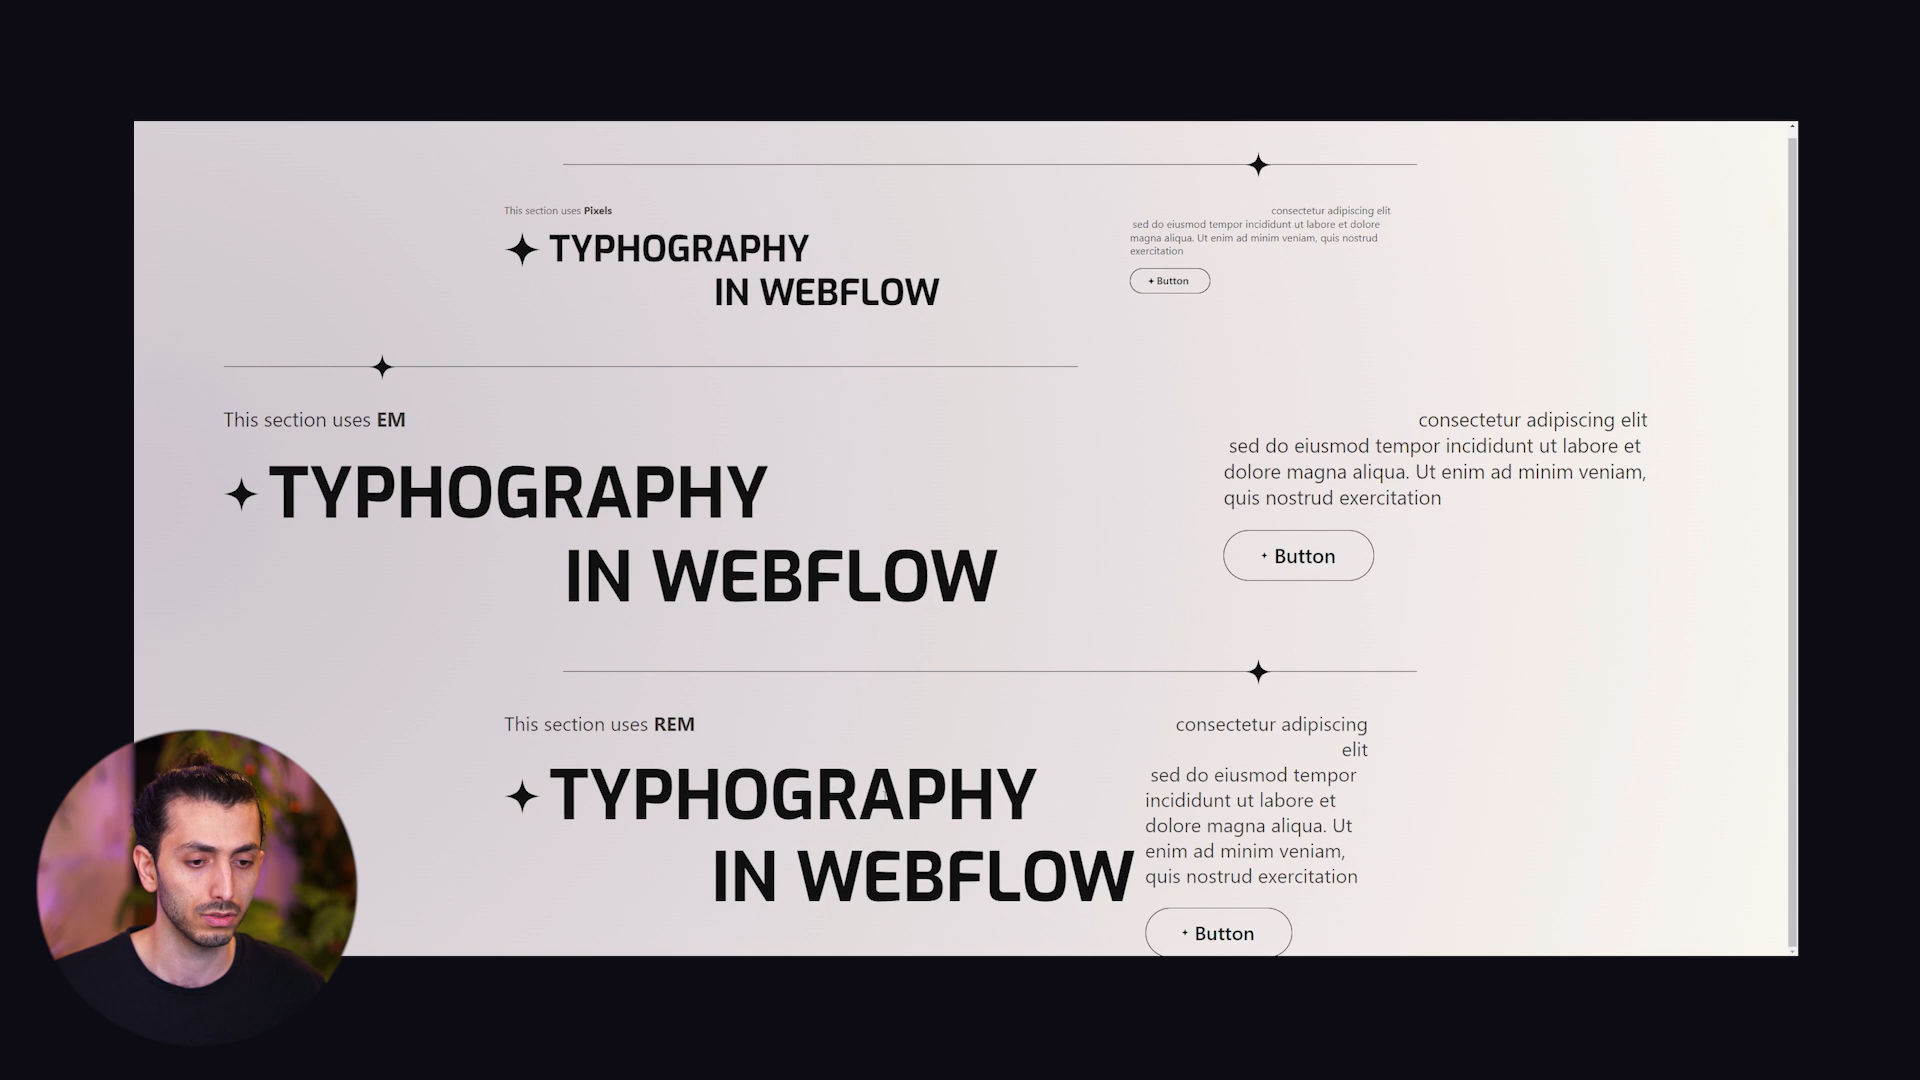 This section uses Pixels
TYPHOGRAPHY
IN WEBFLOW
consectetur adipiscing elit
sed do eiusmod tempor incididunt ut labore et dolore
magna aliqua. Ut enim ad minim veniam, quis nostrud
exercitation
Button
This section uses EM
TYPHOGRAPHY
IN WEBFLOW
consectetur adipiscing elit
sed do eiusmod tempor incididunt ut labore et
dolore magna aliqua. Ut enim ad minim veniam,
quis nostrud exercitation
Button
This section uses REM
TYPHOGRAPHY
IN WEBFLOW
consectetur adipiscing
elit
sed do eiusmod tempor
incididunt ut labore et
dolore magna aliqua. Ut
enim ad minim veniam,
quis nostrud exercitation
Button